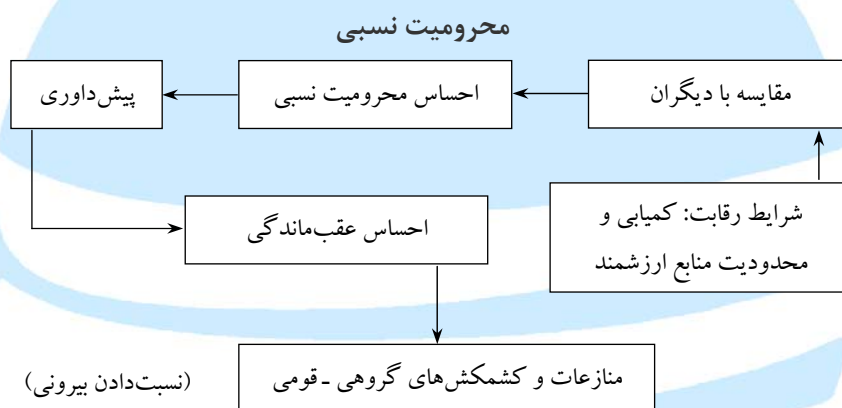 محرومیت نسبی
مقایسه با دیگران
احساس محرومیت نسبی
پیش‌داوری
شرایط رقابت: کمیابی و
محدودیت منابع ارزشمند
احساس عقب‌ماندگی
منازعات و کشمکش‌های گروهی ـ قومی
(نسبت‌دادن بیرونی)